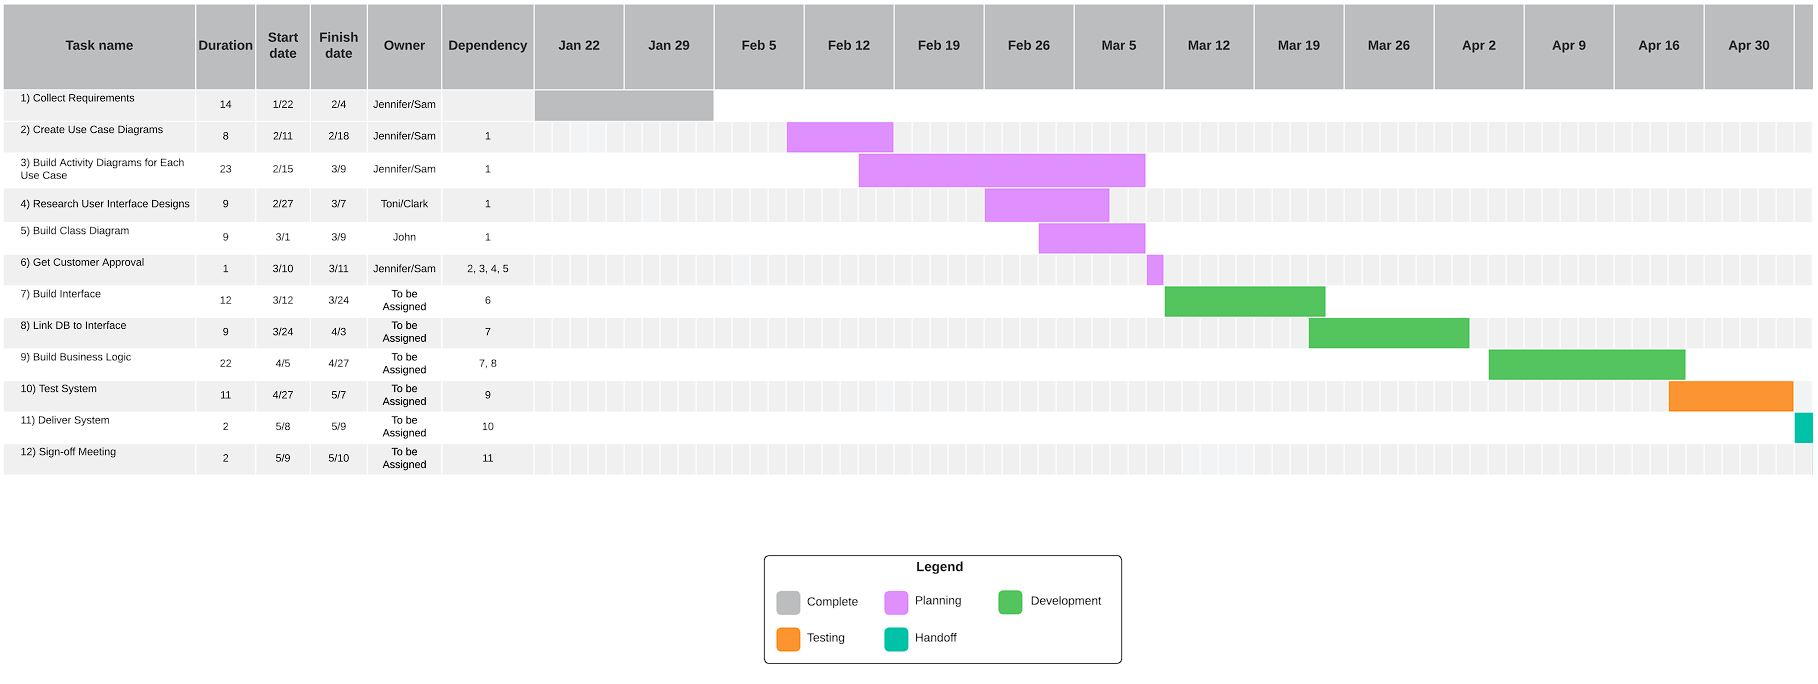 Task name Duration Start date Finish date Owner Dependency Jan 22 Jan 29 Feb 5 Feb 12 Feb 19 Feb 26 Mar 5 Mar 12 Mar 19 Mar 26 Apr 2 Apr 9 Apr 16 Apr 30
1) Collect Requirements 14 1/22 2/4 Jennifer/Sam
2) Create Use Case Diagrams 8 2/11 2/18 Jennifer/Sam 1
3) Build Activity Diagrams for Each Use Case 23 2/15 3/9 Jennifer/Sam 1
4) Research User Interface Designs 9 2/27 3/7 Toni/Clark 1
5) Build Class Diagram 9 3/1 3/9 John 1
6) Get Customer Approval 1 3/10 3/11 Jennifer/Sam 2, 3, 4, 5
7) Build Interface 12 3/12 3/24 To be Assigned 6
8) Link DB to Interface 9 3/24 4/3 To be Assigned 7
9) Build Business Logic 22 4/5 4/27 To be Assigned 7, 8
10) Test System 11 4/27 5/7 To be Assigned 9
11) Deliver System 2 5/8 5/9 To be Assigned 10
12) Sign-off Meeting 2 5/9 5/10 To be Assigned 11
Legend
Complete Planning Development
Testing Handoff